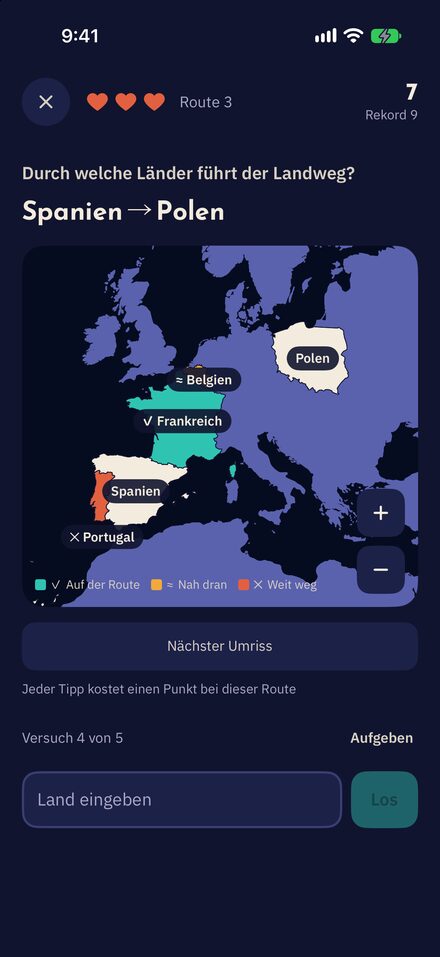 9:41
Route 3
7
Rekord 9
Durch welche Länder führt der Landweg?
Spanien → Polen
Polen
≈ Belgien
✓ Frankreich
Spanien
× Portugal
+
−
✓ Auf der Route ≈ Nah dran × Weit weg
Nächster Umriss
Jeder Tipp kostet einen Punkt bei dieser Route
Versuch 4 von 5
Aufgeben
Land eingeben
Los